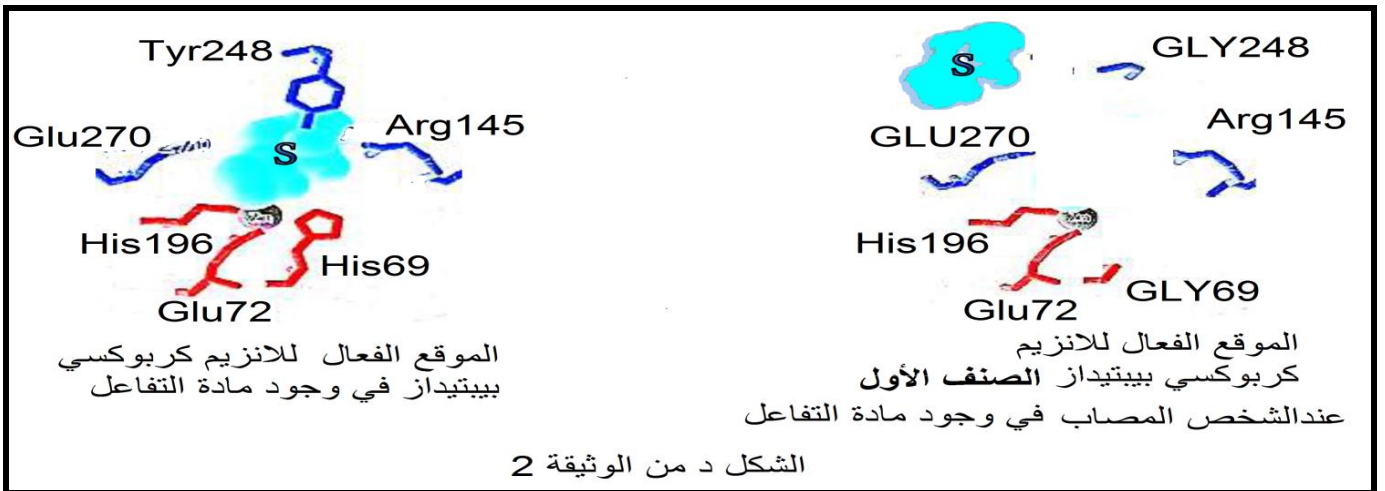 Tyr248
S
Glu270
Arg145
His196
His69
Glu72
الموقع الفعال للانزيم كربوكسي
بيبتيداز في وجود مادة التفاعل
GLY248
S
GLU270
Arg145
His196
GLY69
Glu72
الموقع الفعال للانزيم
كربوكسي بيبتيداز الصنف الأول
عندالشخص المصاب في وجود مادة التفاعل
الشكل د من الوثيقة 2